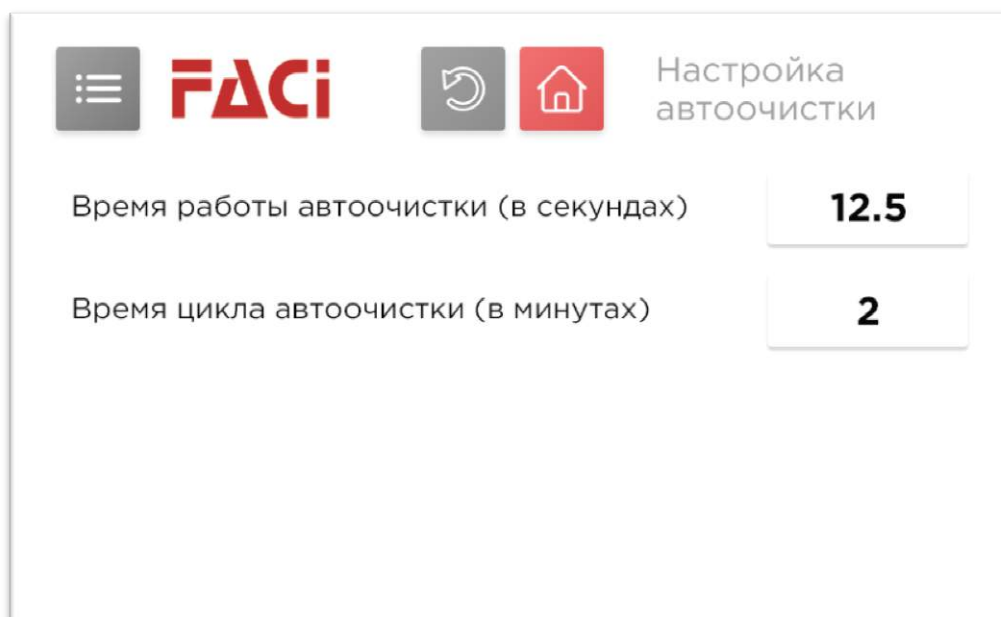 FACi
Настройка
автоочистки
Время работы автоочистки (в секундах)
12.5
Время цикла автоочистки (в минутах)
2